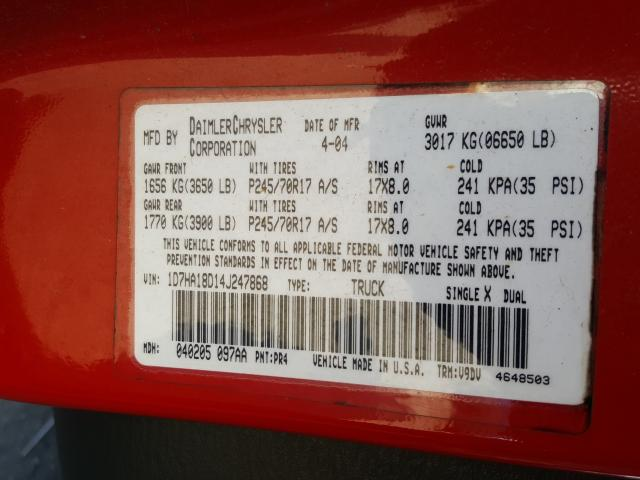 MFD BY DAIMLERCHRYSLER CORPORATION DATE OF MFR 4-04 GVWR 3017 KG(06650 LB)
GAWR FRONT WITH TIRES RIMS AT COLD
1656 KG(3650 LB) P245/70R17 A/S 17X8.0 241 KPA(35 PSI)
GAWR REAR WITH TIRES RIMS AT COLD
1770 KG(3900 LB) P245/70R17 A/S 17X8.0 241 KPA(35 PSI)
THIS VEHICLE CONFORMS TO ALL APPLICABLE FEDERAL MOTOR VEHICLE SAFETY AND THEFT
PREVENTION STANDARDS IN EFFECT ON THE DATE OF MANUFACTURE SHOWN ABOVE.
VIN: 1D7HA18D14J247868 TYPE: TRUCK SINGLE X DUAL
MDH: 040205 097AA PNT:PR4 VEHICLE MADE IN U.S.A. TRM:V9DV
4648503